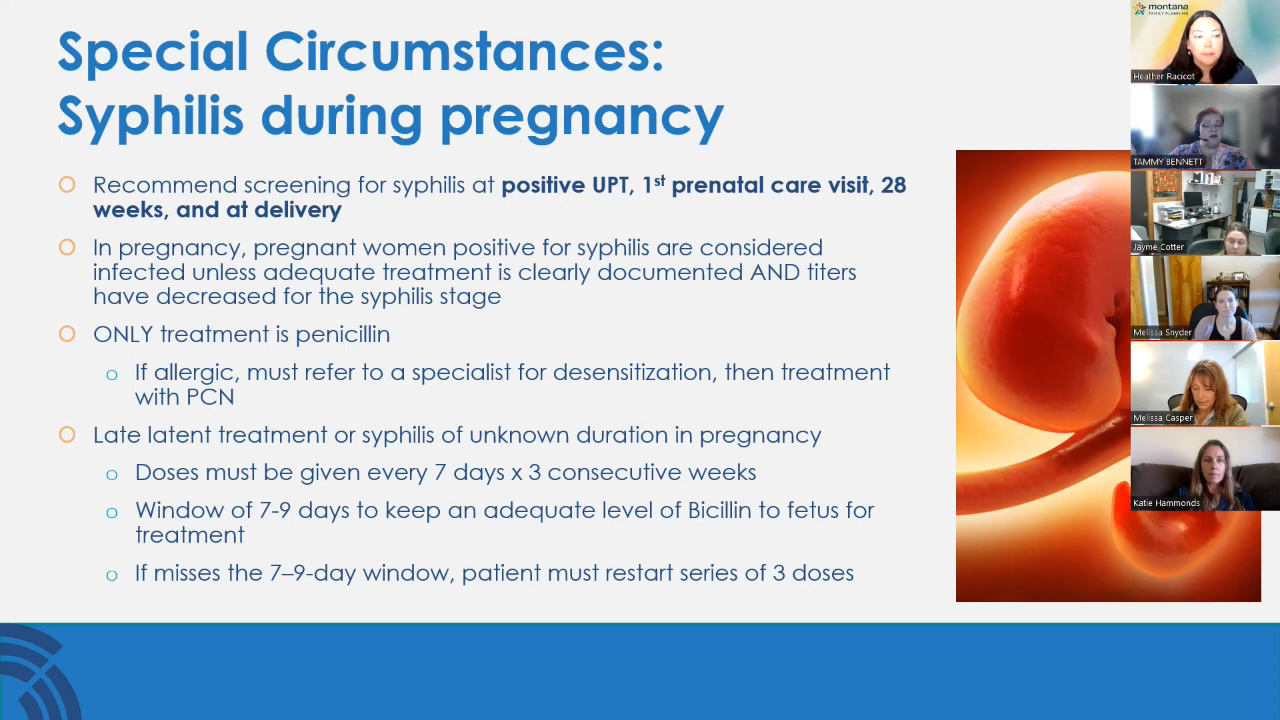 Special Circumstances:
Syphilis during pregnancy
O Recommend screening for syphilis at positive UPT, 1st prenatal care visit, 28
weeks, and at delivery
O In pregnancy, pregnant women positive for syphilis are considered
infected unless adequate treatment is clearly documented AND titers
have decreased for the syphilis stage
O ONLY treatment is penicillin
o If allergic, must refer to a specialist for desensitization, then treatment
with PCN
O Late latent treatment or syphilis of unknown duration in pregnancy
o Doses must be given every 7 days x 3 consecutive weeks
o Window of 7-9 days to keep an adequate level of Bicillin to fetus for
treatment
o If misses the 7–9-day window, patient must restart series of 3 doses
montana
FAMILY PLANNING
Heather Racicot
TAMMY BENNETT
Jayme Cotter
Melissa Snyder
Melissa Casper
Katie Hammonds